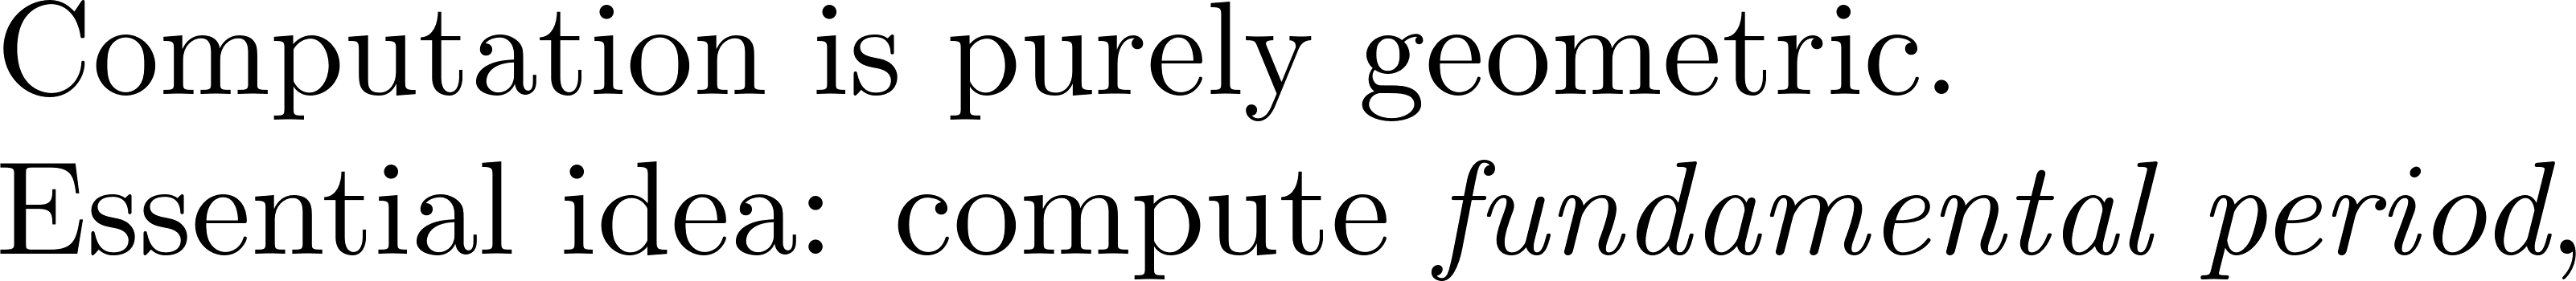 Computation is purely geometric.
Essential idea: compute fundamental period,